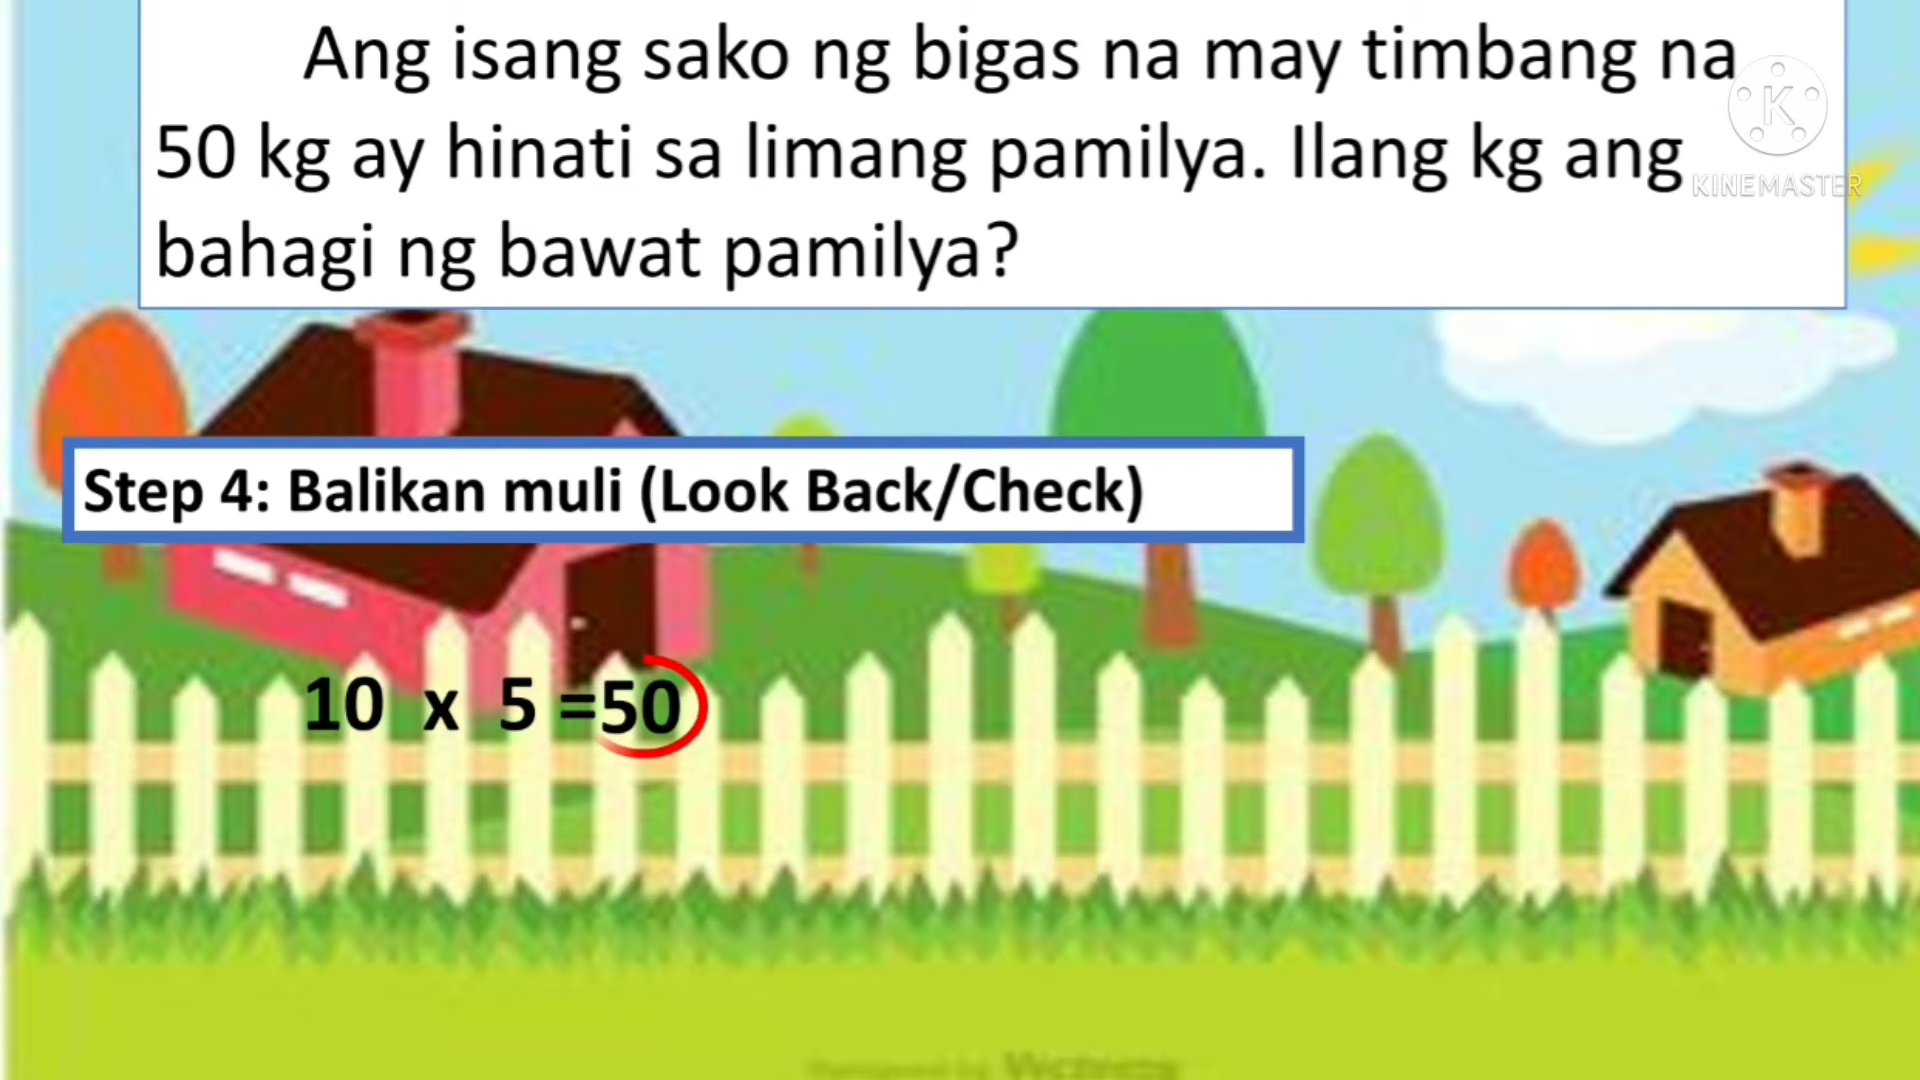 Ang isang sako ng bigas na may timbang na
50 kg ay hinati sa limang pamilya. Ilang kg ang
bahagi ng bawat pamilya?
K
KINEMASTER
Step 4: Balikan muli (Look Back/Check)
10 x 5 =50